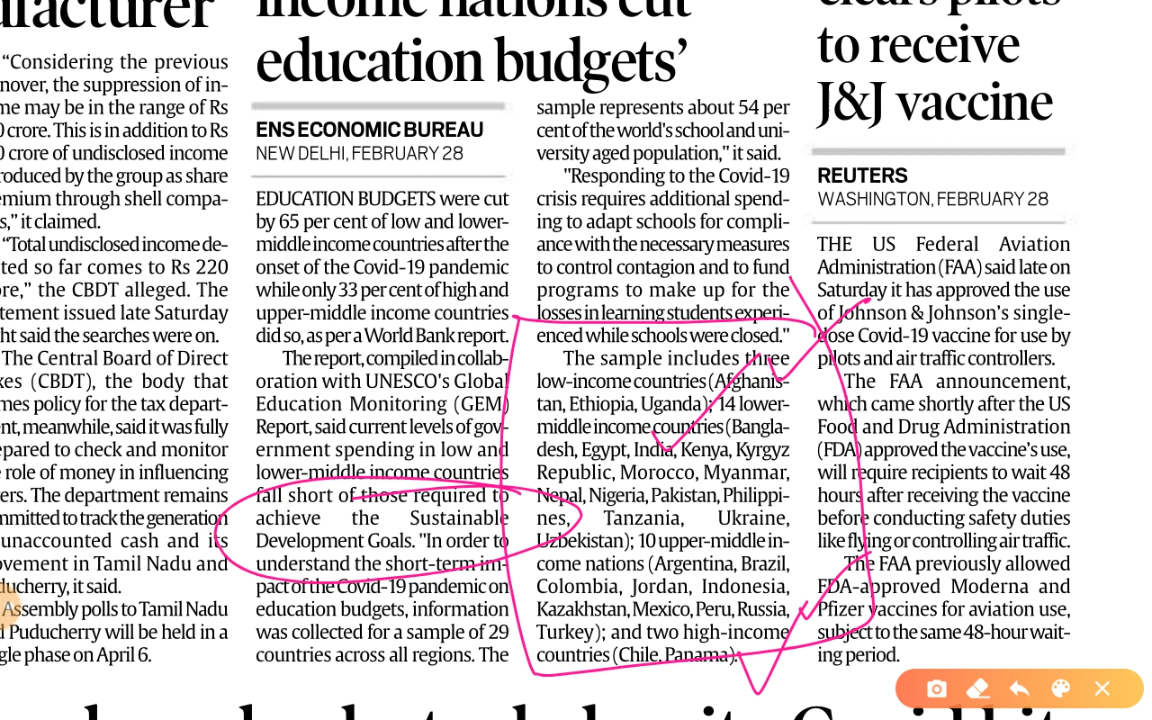 ufacturer
“Considering the previous
nover, the suppression of in-
me may be in the range of Rs
0 crore. This is in addition to Rs
0 crore of undisclosed income
roduced by the group as share
emium through shell compa-
s,” it claimed.
“Total undisclosed income de-
ted so far comes to Rs 220
ore,” the CBDT alleged. The
tement issued late Saturday
ht said the searches were on.
The Central Board of Direct
xes (CBDT), the body that
mes policy for the tax depart-
ent, meanwhile, said it was fully
epared to check and monitor
e role of money in influencing
ers. The department remains
mmitted to track the generation
unaccounted cash and its
ovement in Tamil Nadu and
ducherry, it said.
Assembly polls to Tamil Nadu
d Puducherry will be held in a
gle phase on April 6.
income nations cut
education budgets’
ENS ECONOMIC BUREAU
NEW DELHI, FEBRUARY 28
EDUCATION BUDGETS were cut
by 65 per cent of low and lower-
middle income countries after the
onset of the Covid-19 pandemic
while only 33 per cent of high and
upper-middle income countries
did so, as per a World Bank report.
The report, compiled in collab-
oration with UNESCO's Global
Education Monitoring (GEM)
Report, said current levels of gov-
ernment spending in low and
lower-middle income countries
fall short of those required to
achieve the Sustainable
Development Goals. "In order to
understand the short-term im-
pact of the Covid-19 pandemic on
education budgets, information
was collected for a sample of 29
countries across all regions. The
sample represents about 54 per
cent of the world's school and uni-
versity aged population," it said.
"Responding to the Covid-19
crisis requires additional spend-
ing to adapt schools for compli-
ance with the necessary measures
to control contagion and to fund
programs to make up for the
losses in learning students experi-
enced while schools were closed."
The sample includes three
low-income countries (Afghanis-
tan, Ethiopia, Uganda); 14 lower-
middle income countries (Bangla-
desh, Egypt, India, Kenya, Kyrgyz
Republic, Morocco, Myanmar,
Nepal, Nigeria, Pakistan, Philippi-
nes, Tanzania, Ukraine,
Uzbekistan); 10 upper-middle in-
come nations (Argentina, Brazil,
Colombia, Jordan, Indonesia,
Kazakhstan, Mexico, Peru, Russia,
Turkey); and two high-income
countries (Chile, Panama).
clears pilots
to receive
J&J vaccine
REUTERS
WASHINGTON, FEBRUARY 28
THE US Federal Aviation
Administration (FAA) said late on
Saturday it has approved the use
of Johnson & Johnson's single-
dose Covid-19 vaccine for use by
pilots and air traffic controllers.
The FAA announcement,
which came shortly after the US
Food and Drug Administration
(FDA) approved the vaccine's use,
will require recipients to wait 48
hours after receiving the vaccine
before conducting safety duties
like flying or controlling air traffic.
The FAA previously allowed
FDA-approved Moderna and
Pfizer vaccines for aviation use,
subject to the same 48-hour wait-
ing period.